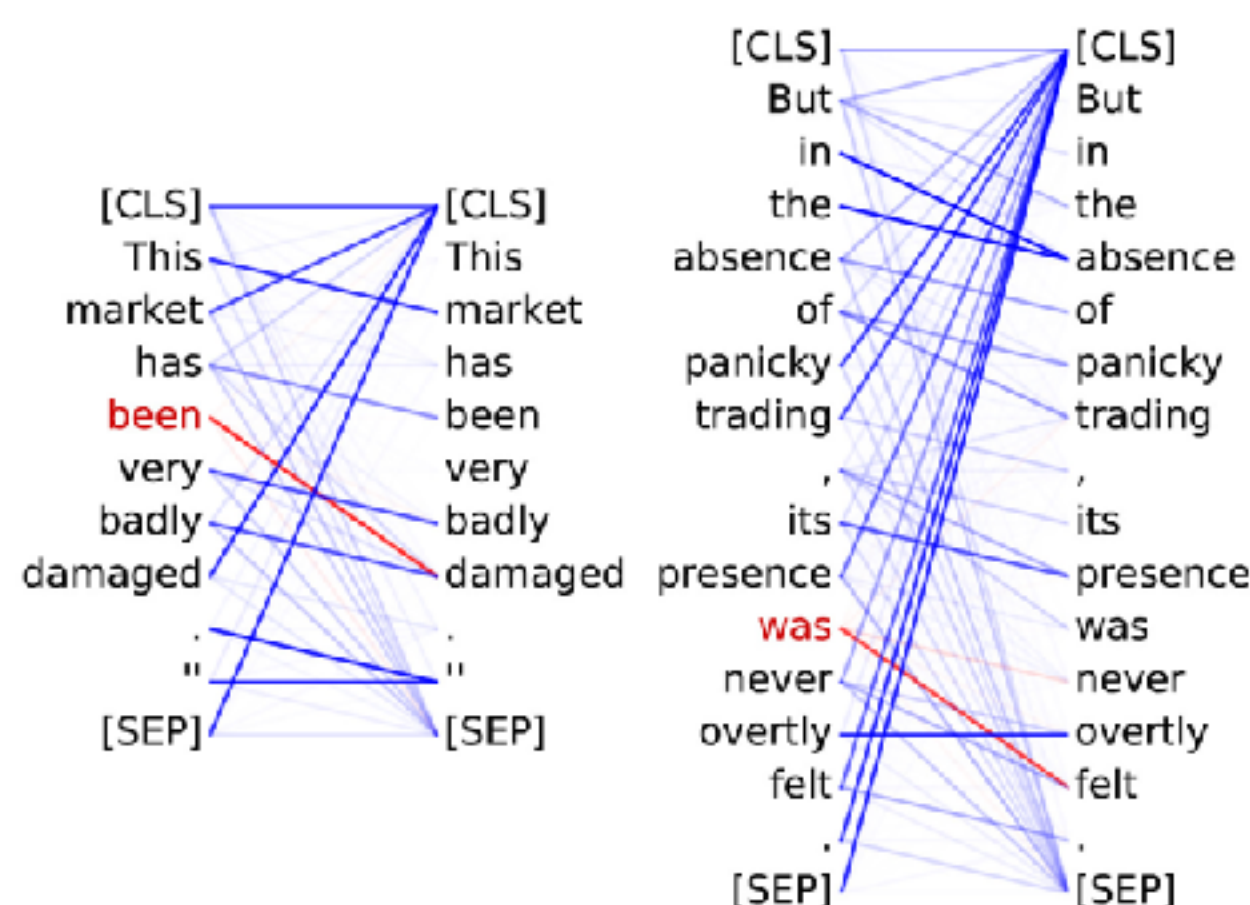 [CLS] [CLS]
This This
market market
has has
been been
very very
badly badly
damaged damaged
. .
" "
[SEP] [SEP]
[CLS] [CLS]
But But
in in
the the
absence absence
of of
panicky panicky
trading trading
, ,
its its
presence presence
was was
never never
overtly overtly
felt felt
. .
[SEP] [SEP]